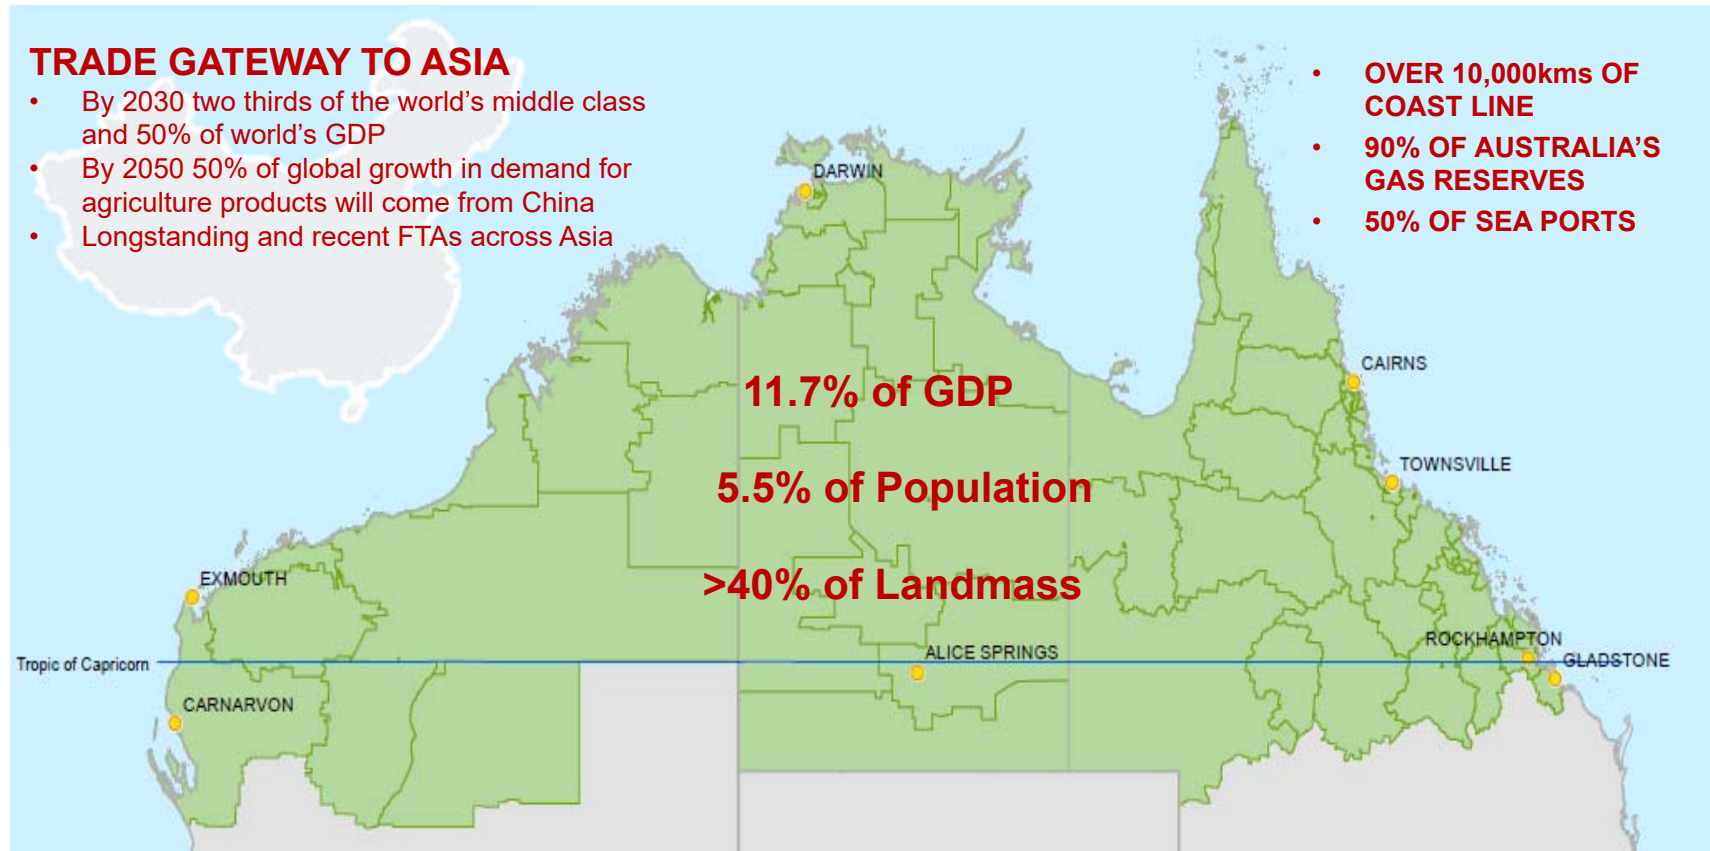 TRADE GATEWAY TO ASIA
• By 2030 two thirds of the world's middle class
and 50% of world's GDP
• By 2050 50% of global growth in demand for
agriculture products will come from China
• Longstanding and recent FTAs across Asia
• OVER 10,000kms OF
COAST LINE
• 90% OF AUSTRALIA'S
GAS RESERVES
• 50% OF SEA PORTS
DARWIN
CAIRNS
11.7% of GDP
TOWNSVILLE
5.5% of Population
EXMOUTH
>40% of Landmass
ROCKHAMPTON
ALICE SPRINGS
Tropic of Capricorn
GLADSTONE
CARNARVON